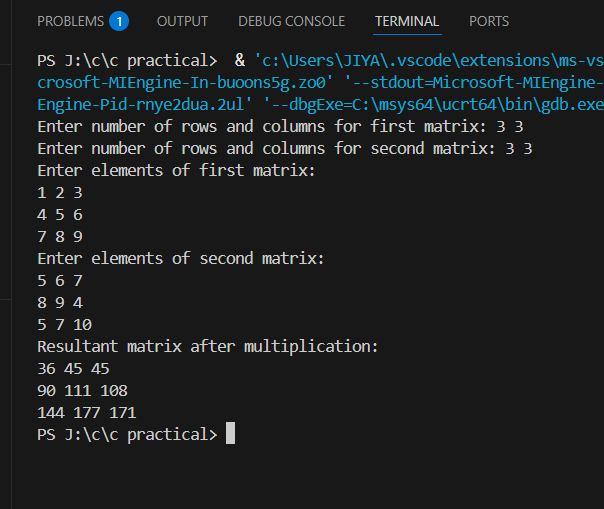 PROBLEMS 1 OUTPUT DEBUG CONSOLE TERMINAL PORTS
PS J:\c\c practical>  & 'c:\Users\JIYA\.vscode\extensions\ms-vs
crosoft-MIEngine-In-buoons5g.zo0' '--stdout=Microsoft-MIEngine-
Engine-Pid-rnye2dua.2ul' '--dbgExe=C:\msys64\ucrt64\bin\gdb.exe
Enter number of rows and columns for first matrix: 3 3
Enter number of rows and columns for second matrix: 3 3
Enter elements of first matrix:
1 2 3
4 5 6
7 8 9
Enter elements of second matrix:
5 6 7
8 9 4
5 7 10
Resultant matrix after multiplication:
36 45 45
90 111 108
144 177 171
PS J:\c\c practical>